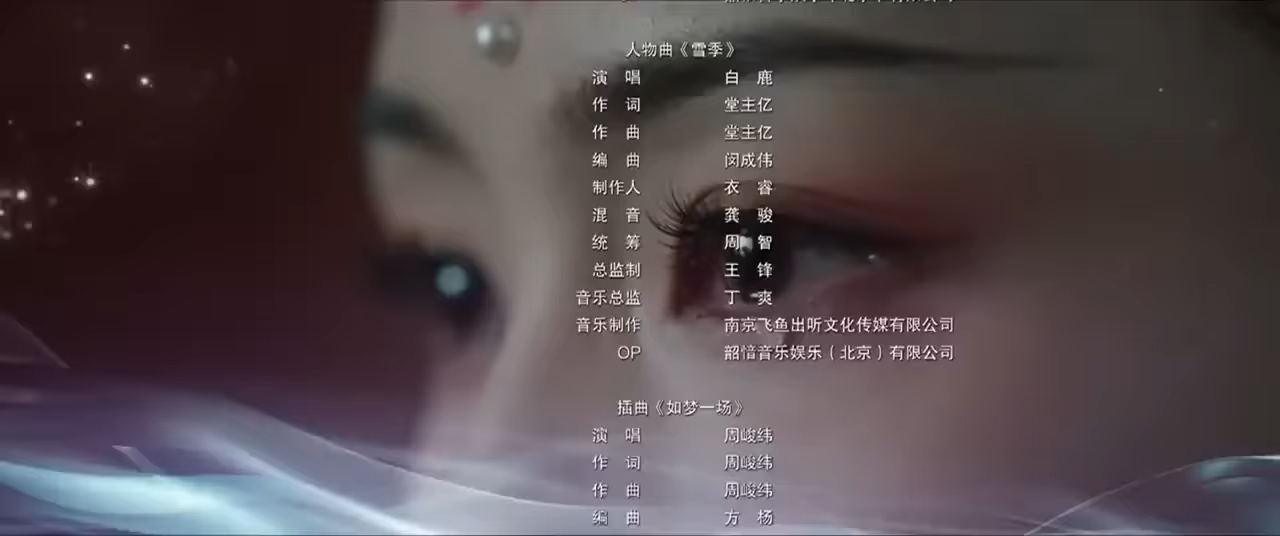 人物曲《雪季》
演 唱 白 鹿
作 词 堂主亿
作 曲 堂主亿
编 曲 闵成伟
制作人 衣 睿
混 音 龚 骏
统 筹 周 智
总监制 王 锋
音乐总监 丁 爽
音乐制作 南京飞鱼出听文化传媒有限公司
OP 韶愔音乐娱乐（北京）有限公司
插曲《如梦一场》
演 唱 周峻纬
作 词 周峻纬
作 曲 周峻纬
编 曲 方 杨